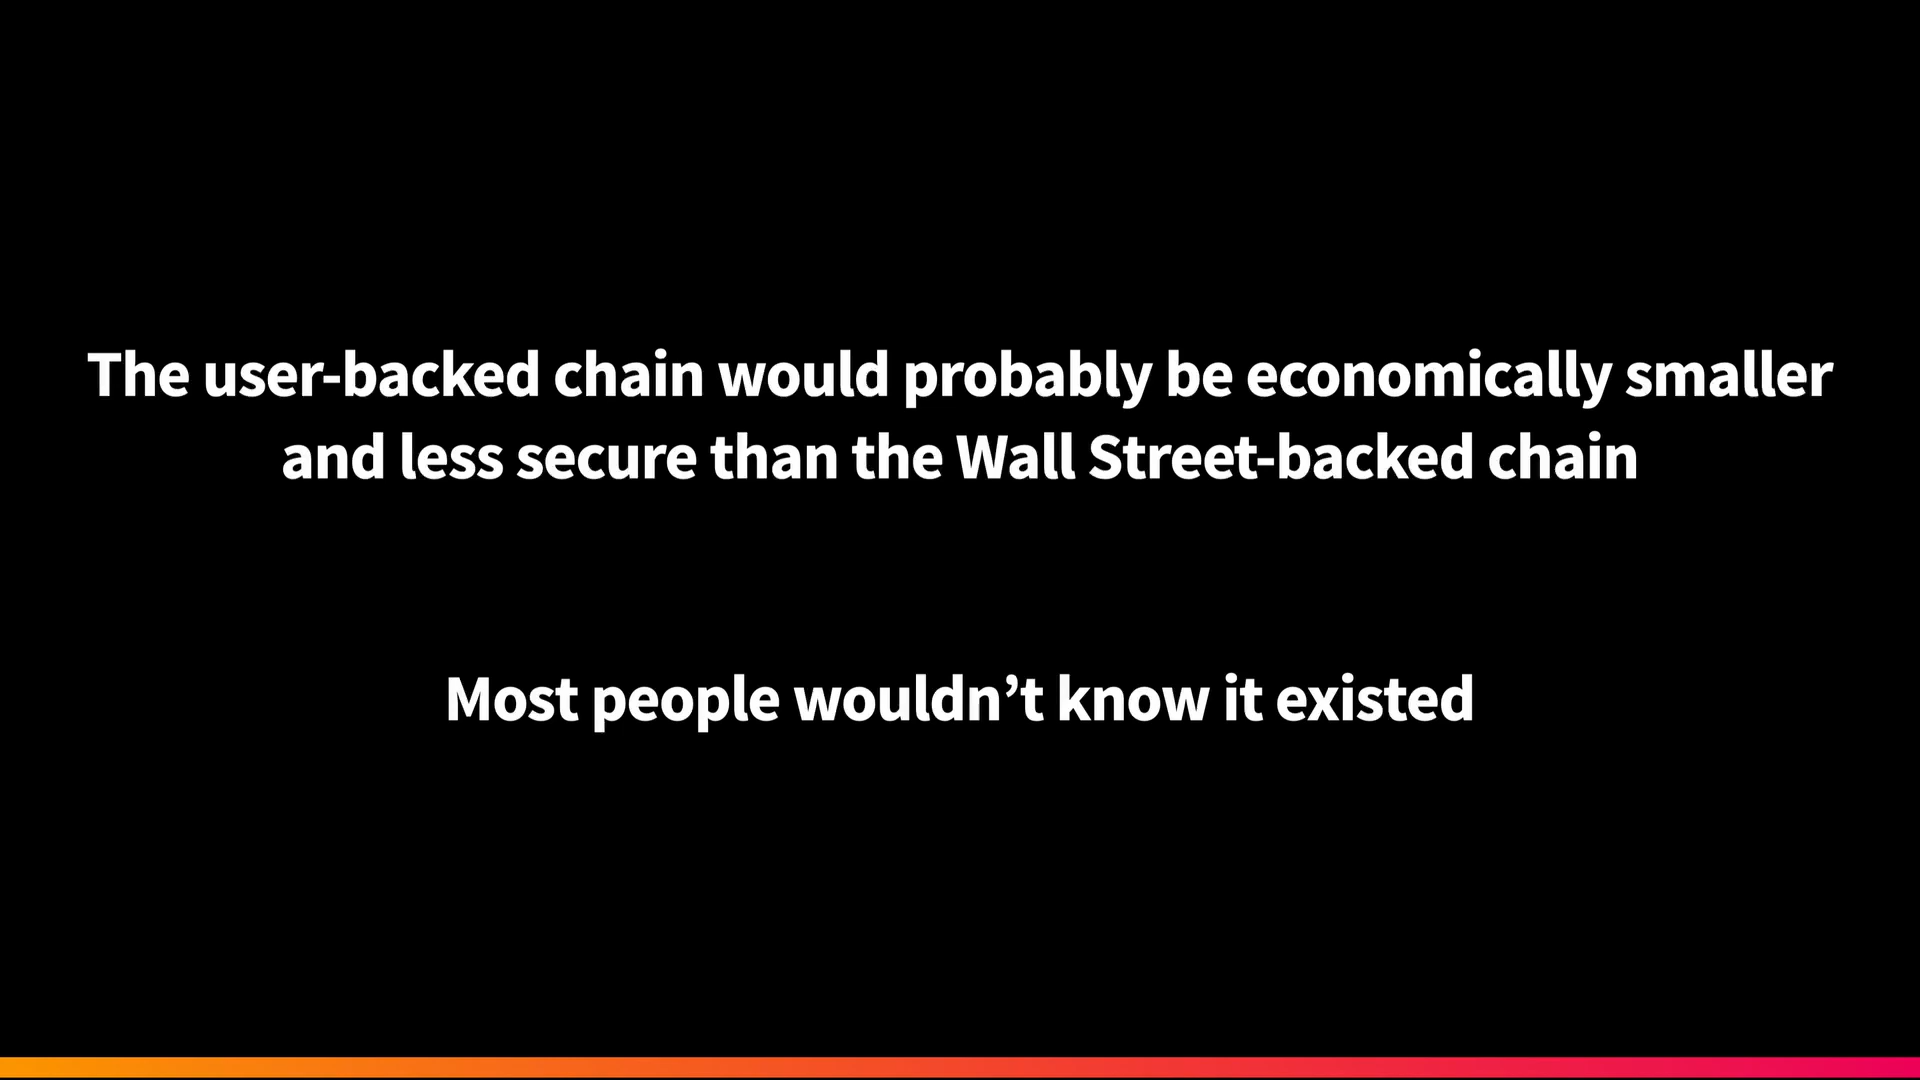 The user-backed chain would probably be economically smaller
and less secure than the Wall Street-backed chain
Most people wouldn’t know it existed